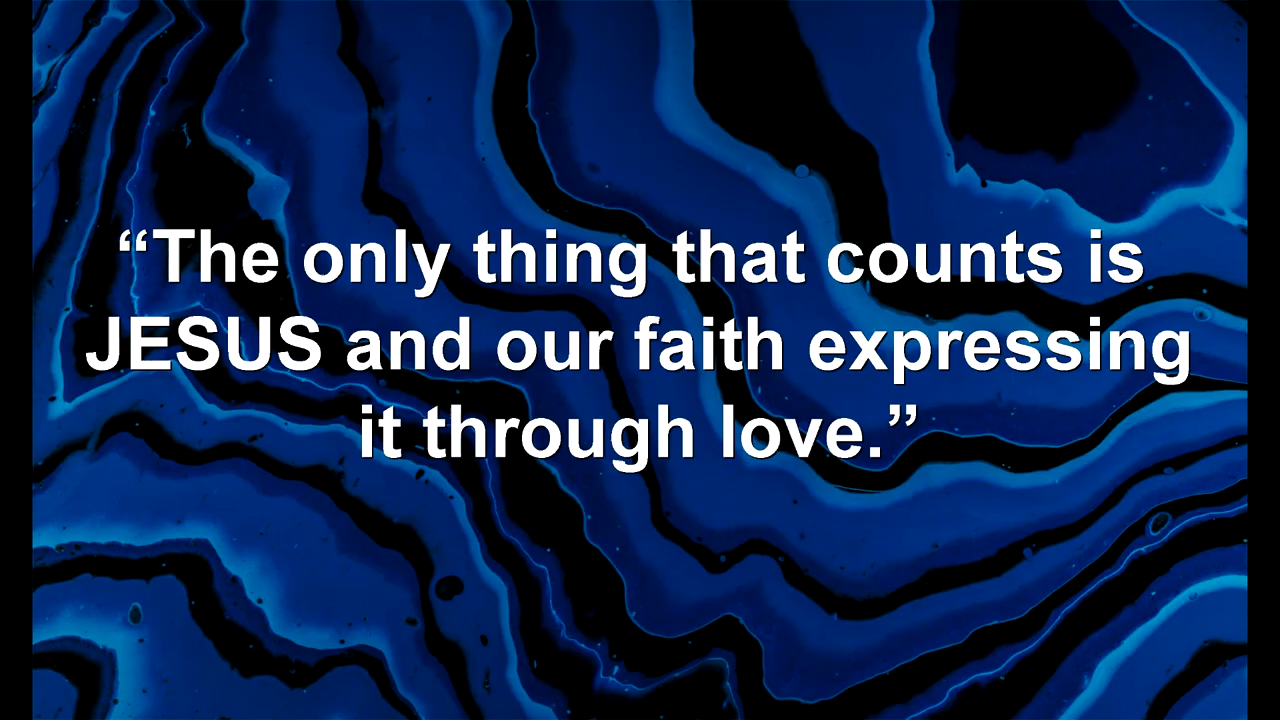 “The only thing that counts is
JESUS and our faith expressing
it through love.”